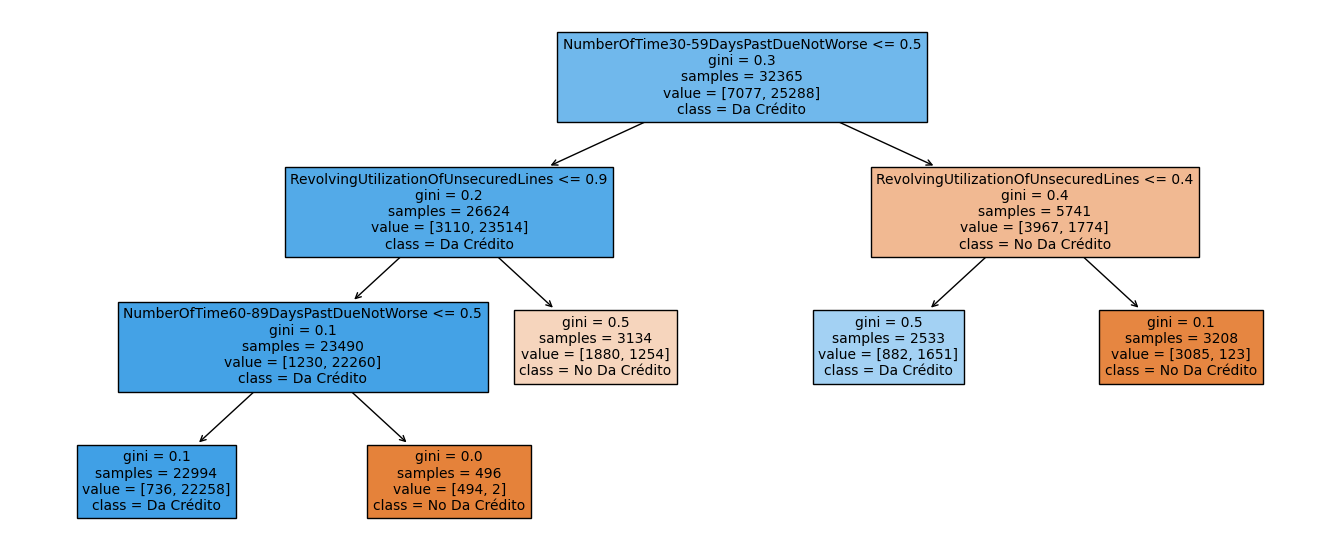 NumberOfTime30-59DaysPastDueNotWorse <= 0.5
gini = 0.3
samples = 32365
value = [7077, 25288]
class = Da Crédito
RevolvingUtilizationOfUnsecuredLines <= 0.9
gini = 0.2
samples = 26624
value = [3110, 23514]
class = Da Crédito
RevolvingUtilizationOfUnsecuredLines <= 0.4
gini = 0.4
samples = 5741
value = [3967, 1774]
class = No Da Crédito
NumberOfTime60-89DaysPastDueNotWorse <= 0.5
gini = 0.1
samples = 23490
value = [1230, 22260]
class = Da Crédito
gini = 0.5
samples = 3134
value = [1880, 1254]
class = No Da Crédito
gini = 0.5
samples = 2533
value = [882, 1651]
class = Da Crédito
gini = 0.1
samples = 3208
value = [3085, 123]
class = No Da Crédito
gini = 0.1
samples = 22994
value = [736, 22258]
class = Da Crédito
gini = 0.0
samples = 496
value = [494, 2]
class = No Da Crédito